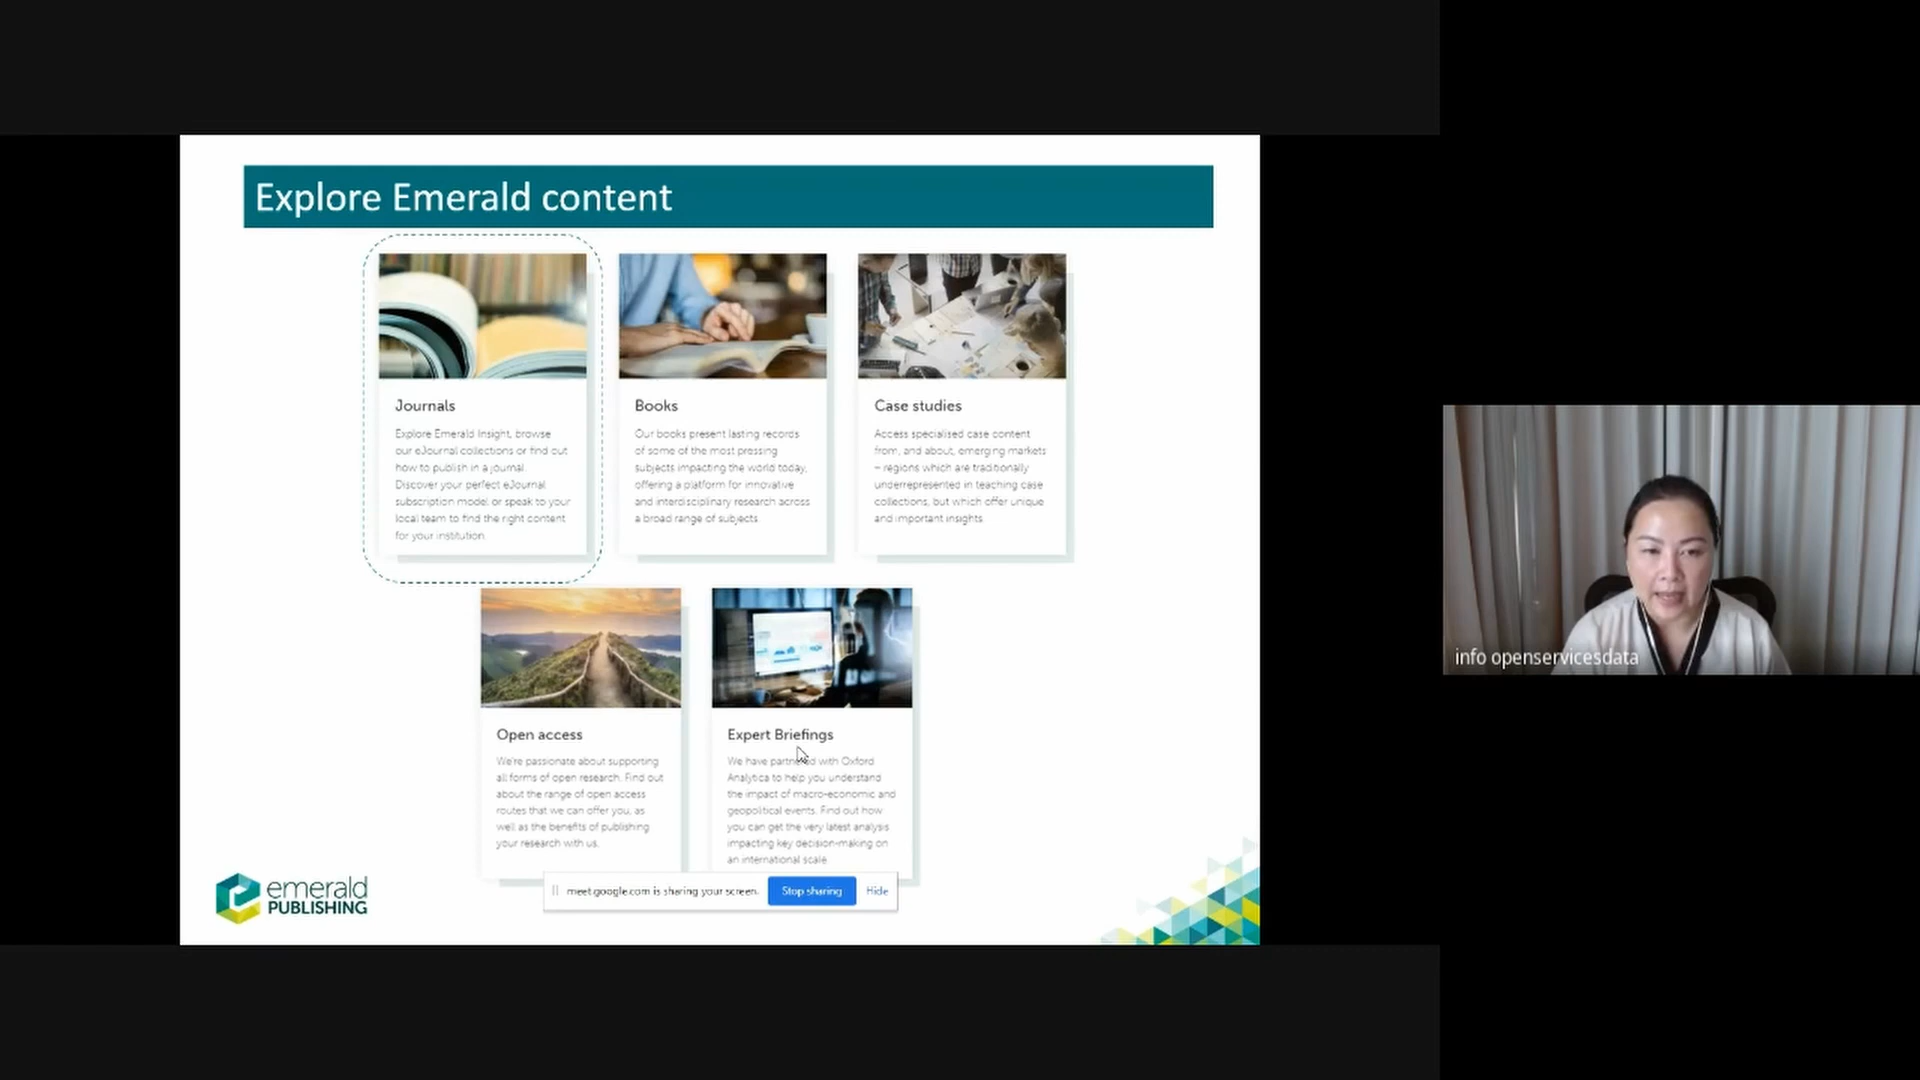 Explore Emerald content
Journals
Explore Emerald Insight, browse
our eJournal collections or find out
how to publish in a journal.
Discover your perfect eJournal
subscription model or speak to your
local team to find the right content
for your institution.
Books
Our books present lasting records
of some of the most pressing
subjects impacting the world today,
offering a platform for innovative
and interdisciplinary research across
a broad range of subjects.
Case studies
Access specialised case content
from, and about, emerging markets
– regions which are traditionally
underrepresented in teaching case
collections, but which offer unique
and important insights.
Open access
We're passionate about supporting
all forms of open research. Find out
about the range of open access
routes that we can offer you, as
well as the benefits of publishing
your research with us.
Expert Briefings
We have partnered with Oxford
Analytica to help you understand
the impact of macro-economic and
geopolitical events. Find out how
you can get the very latest analysis
impacting key decision-making on
an international scale.
emerald
PUBLISHING
meet.google.com is sharing your screen.
Stop sharing
Hide
info openservicesdata